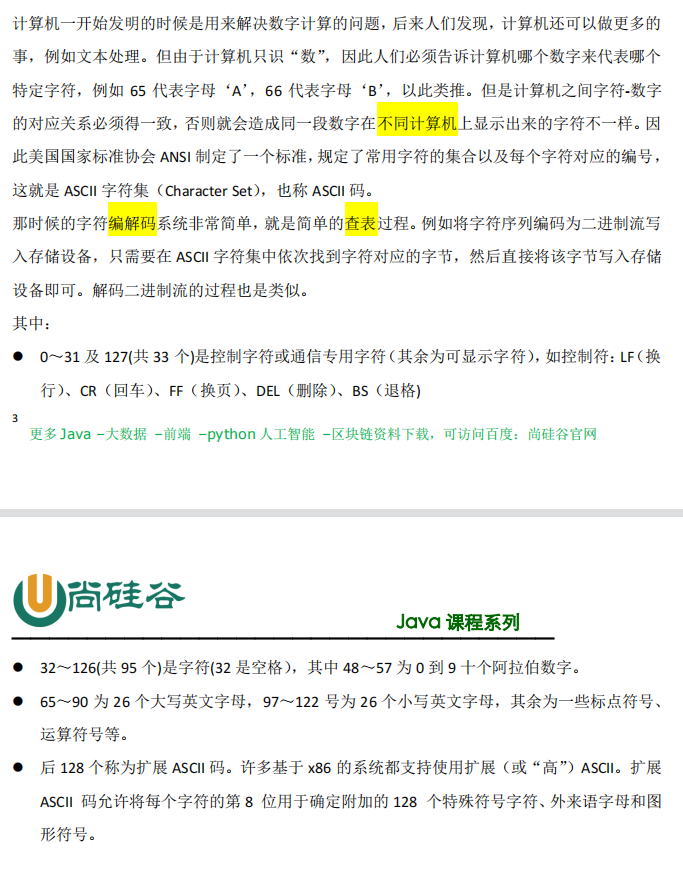 计算机一开始发明的时候是用来解决数字计算的问题，后来人们发现，计算机还可以做更多的
事，例如文本处理。但由于计算机只识“数”，因此人们必须告诉计算机哪个数字来代表哪个
特定字符，例如 65 代表字母‘A’，66 代表字母‘B’，以此类推。但是计算机之间字符-数字
的对应关系必须得一致，否则就会造成同一段数字在不同计算机上显示出来的字符不一样。因
此美国国家标准协会 ANSI 制定了一个标准，规定了常用字符的集合以及每个字符对应的编号，
这就是 ASCII 字符集（Character Set），也称 ASCII 码。
那时候的字符编解码系统非常简单，就是简单的查表过程。例如将字符序列编码为二进制流写
入存储设备，只需要在 ASCII 字符集中依次找到字符对应的字节，然后直接将该字节写入存储
设备即可。解码二进制流的过程也是类似。
其中：
● 0～31 及 127(共 33 个)是控制字符或通信专用字符（其余为可显示字符），如控制符：LF（换
行）、CR（回车）、FF（换页）、DEL（删除）、BS（退格)
3
更多 Java –大数据 –前端 –python 人工智能 –区块链资料下载，可访问百度：尚硅谷官网
尚硅谷
Java 课程系列
● 32～126(共 95 个)是字符(32 是空格），其中 48～57 为 0 到 9 十个阿拉伯数字。
● 65～90 为 26 个大写英文字母，97～122 号为 26 个小写英文字母，其余为一些标点符号、
运算符号等。
● 后 128 个称为扩展 ASCII 码。许多基于 x86 的系统都支持使用扩展（或“高”）ASCII。扩展
ASCII 码允许将每个字符的第 8 位用于确定附加的 128 个特殊符号字符、外来语字母和图
形符号。